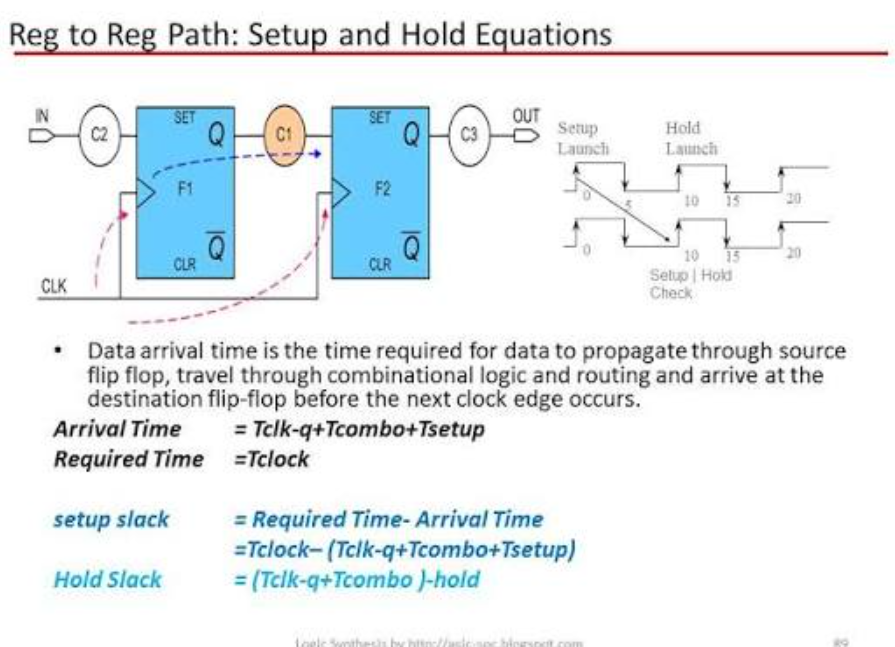 Reg to Reg Path: Setup and Hold Equations
IN
C2
SET
Q
F1
Q
CLR
C1
SET
Q
F2
Q
CLR
C3
OUT
CLK
Setup
Launch
Hold
Launch
0
5
10
15
20
0
10
15
20
Setup | Hold
Check
• Data arrival time is the time required for data to propagate through source
flip flop, travel through combinational logic and routing and arrive at the
destination flip-flop before the next clock edge occurs.
Arrival Time = Tclk-q+Tcombo+Tsetup
Required Time =Tclock
setup slack = Required Time- Arrival Time
=Tclock– (Tclk-q+Tcombo+Tsetup)
Hold Slack = (Tclk-q+Tcombo )-hold
Logic Synthesis by http://asic-soc.blogspot.com
89